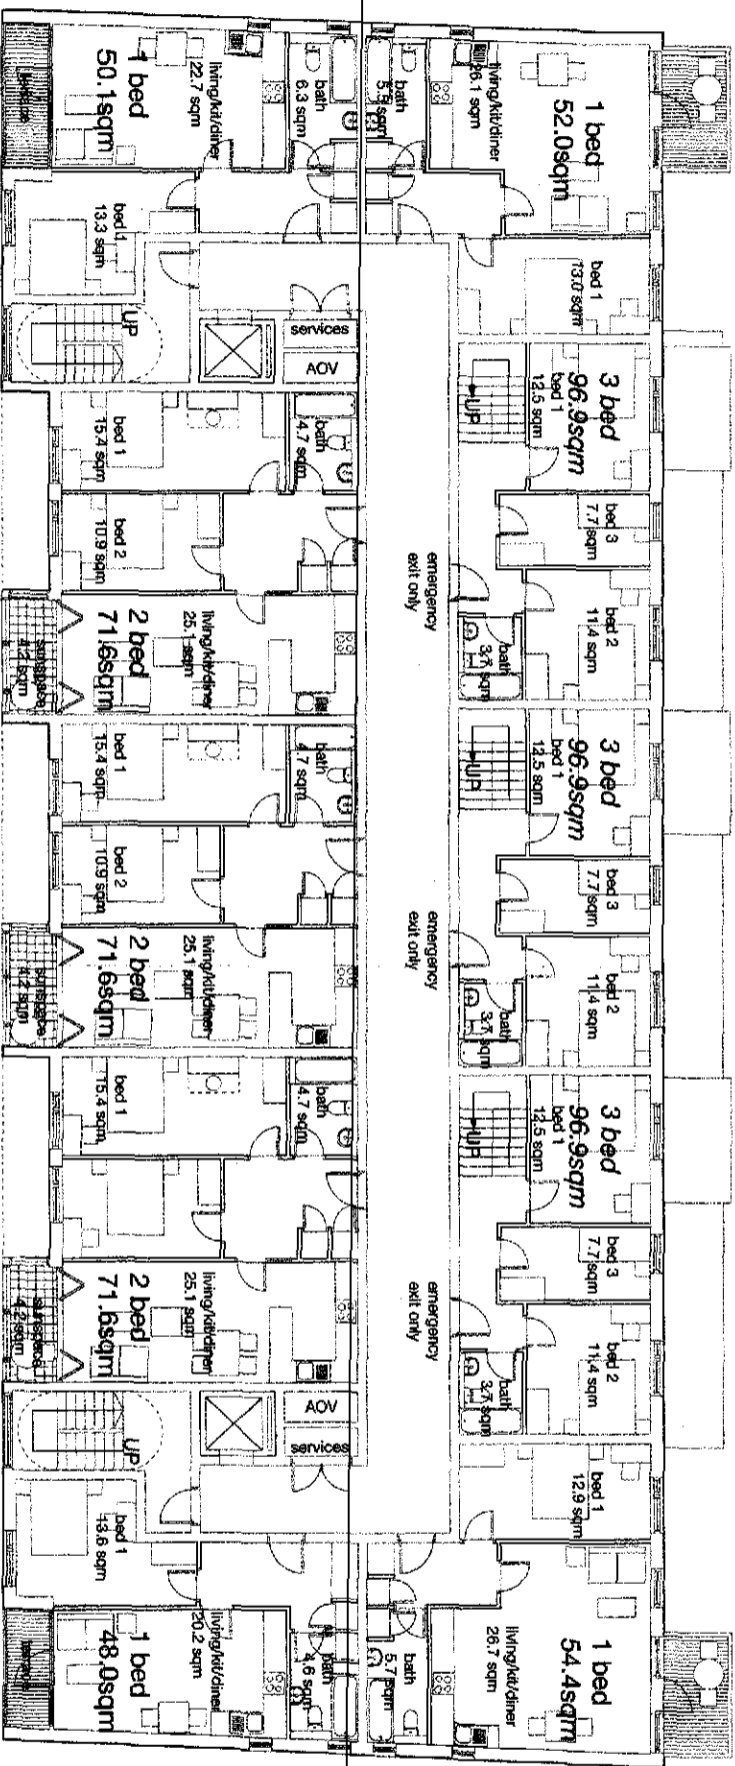 1 bed
50.1sqm
living/kit/diner
22.7 sqm
bath
6.3 sqm
bath
5.5 sqm
living/kit/diner
26.1 sqm
1 bed
52.0sqm
bed 1
13.3 sqm
bed 1
13.0 sqm
UP
services
AOV
UP
3 bed
96.9sqm
bed 1
12.5 sqm
bed 1
15.4 sqm
bath
4.7 sqm
bed 3
7.7 sqm
bed 2
10.9 sqm
emergency
exit only
bed 2
11.4 sqm
2 bed
71.6sqm
living/kit/diner
25.1 sqm
sunspace
4.2 sqm
bath
3.7 sqm
bed 1
15.4 sqm
bath
4.7 sqm
UP
3 bed
96.9sqm
bed 1
12.5 sqm
bed 2
10.9 sqm
bed 3
7.7 sqm
emergency
exit only
bed 2
11.4 sqm
2 bed
71.6sqm
living/kit/diner
25.1 sqm
sunspace
4.2 sqm
bath
3.7 sqm
bed 1
15.4 sqm
bath
4.7 sqm
UP
3 bed
96.9sqm
bed 1
12.5 sqm
bed 3
7.7 sqm
emergency
exit only
bed 2
11.4 sqm
2 bed
71.6sqm
living/kit/diner
25.1 sqm
sunspace
4.2 sqm
bath
3.7 sqm
UP
AOV
services
bed 1
12.9 sqm
bed 1
13.6 sqm
1 bed
48.0sqm
living/kit/diner
20.2 sqm
bath
4.6 sqm
bath
5.7 sqm
living/kit/diner
26.7 sqm
1 bed
54.4sqm